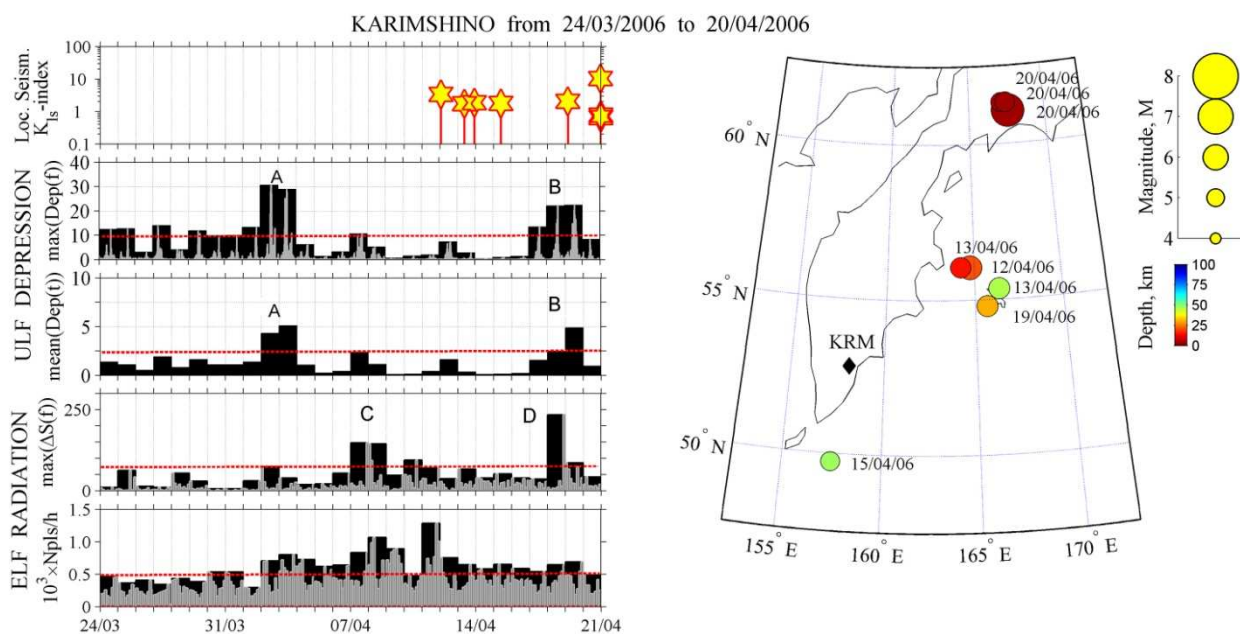 KARIMSHINO from 24/03/2006 to 20/04/2006
Loc. Seism.
K_ls-index
100
10
1
0.1
ULF DEPRESSION
max(Dep(f))
40
30
20
10
0
A
B
mean(Dep(t))
10
5
0
A
B
ELF RADIATION
max(ΔS(f))
250
0
C
D
10³×Npls/h
1.5
1.0
0.5
0
24/03
31/03
07/04
14/04
21/04
60° N
55° N
50° N
155° E
160° E
165° E
170° E
20/04/06
20/04/06
20/04/06
13/04/06
12/04/06
13/04/06
19/04/06
KRM
15/04/06
Magnitude, M
8
7
6
5
4
Depth, km
100
75
50
25
0